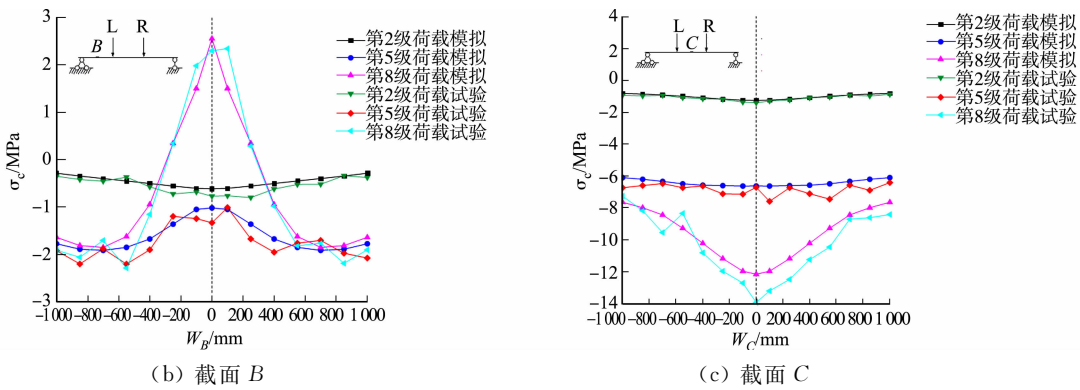 3
2
1
0
−1
−2
−3
σc/MPa
L R
B
第2级荷载模拟
第5级荷载模拟
第8级荷载模拟
第2级荷载试验
第5级荷载试验
第8级荷载试验
−1 000 −800 −600 −400 −200 0 200 400 600 800 1 000
WB/mm
(b) 截面 B
4
2
0
−2
−4
−6
−8
−10
−12
−14
σc/MPa
L R
C
第2级荷载模拟
第5级荷载模拟
第8级荷载模拟
第2级荷载试验
第5级荷载试验
第8级荷载试验
−1 000 −800 −600 −400 −200 0 200 400 600 800 1 000
WC/mm
(c) 截面 C